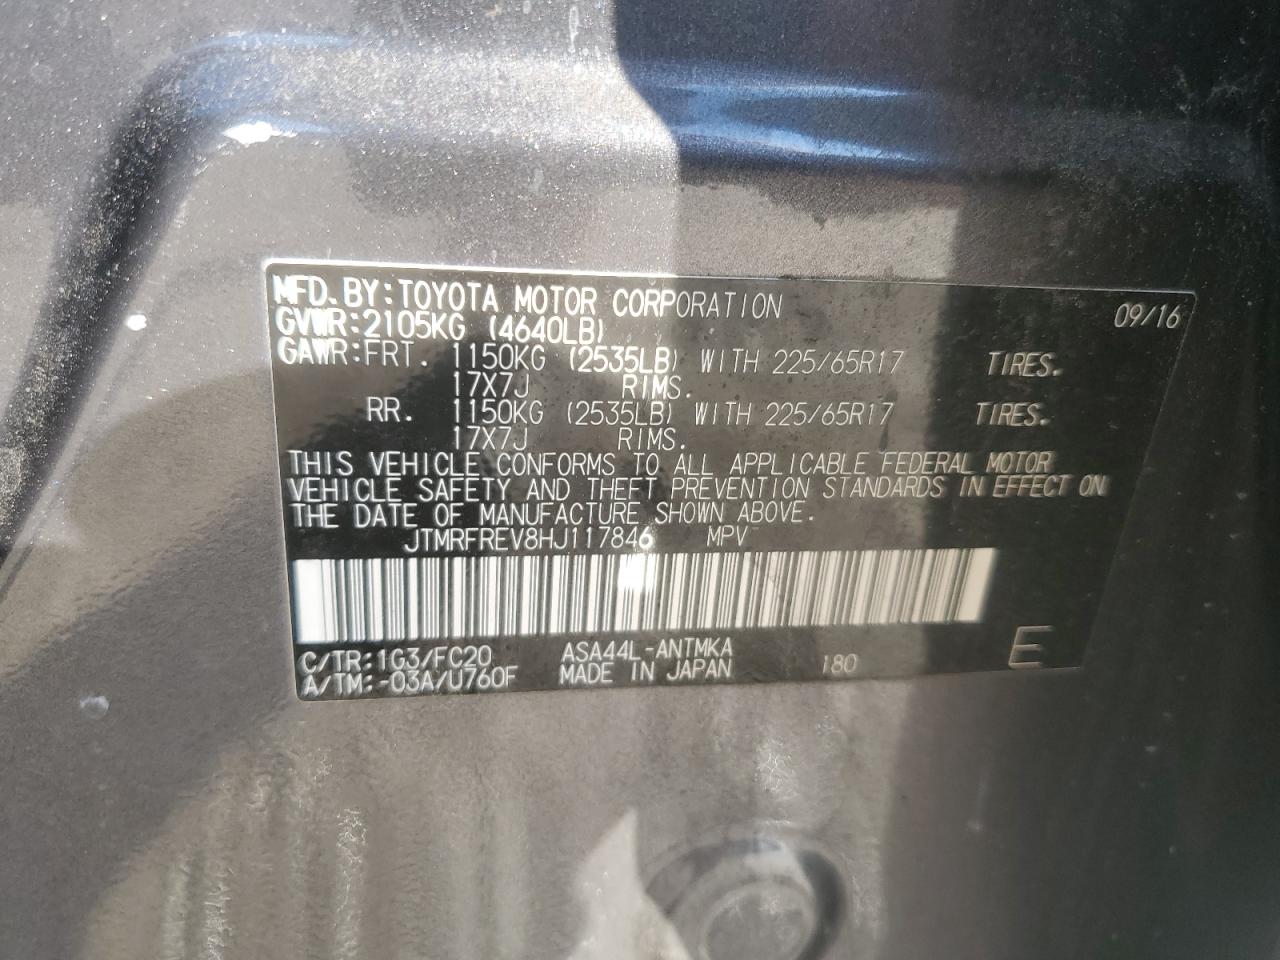 MFD. BY: TOYOTA MOTOR CORPORATION 09/16
GVWR: 2105KG (4640LB)
GAWR: FRT. 1150KG (2535LB) WITH 225/65R17 TIRES.
17X7J RIMS.
RR. 1150KG (2535LB) WITH 225/65R17 TIRES.
17X7J RIMS.
THIS VEHICLE CONFORMS TO ALL APPLICABLE FEDERAL MOTOR
VEHICLE SAFETY AND THEFT PREVENTION STANDARDS IN EFFECT ON
THE DATE OF MANUFACTURE SHOWN ABOVE.
JTMRFREV8HJ117846 MPV
C/TR: 1G3/FC20 ASA44L-ANTMKA 180 E
A/TM: -03A/U760F MADE IN JAPAN